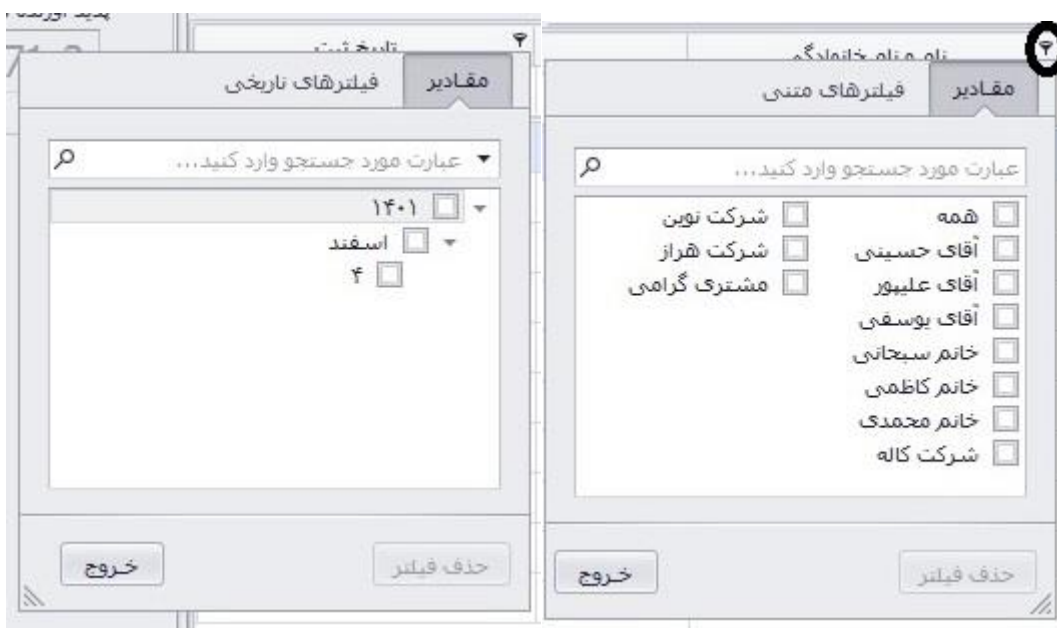 نام و نام خانوادگی
مقادیر
فیلترهای متنی
عبارت مورد جستجو وارد کنید...
همه
آقای حسینی
آقای علیپور
آقای یوسفی
خانم سبحانی
خانم کاظمی
خانم محمدی
شرکت کاله
شرکت نوین
شرکت هراز
مشتری گرامی
حذف فیلتر
خروج
پدید آورنده
تاریخ ثبت
مقادیر
فیلترهای تاریخی
عبارت مورد جستجو وارد کنید...
۱۴۰۱
اسفند
۴
حذف فیلتر
خروج